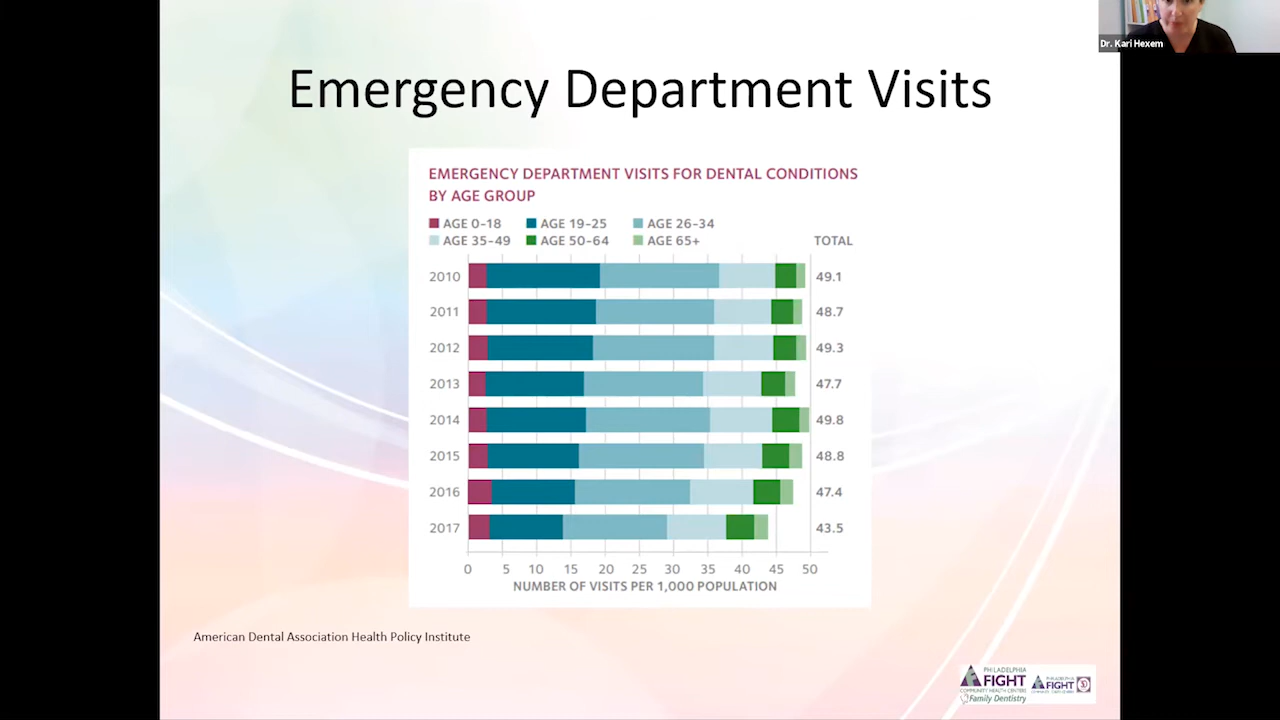 Dr. Kari Hexem
Emergency Department Visits
EMERGENCY DEPARTMENT VISITS FOR DENTAL CONDITIONS
BY AGE GROUP
AGE 0-18 AGE 19-25 AGE 26-34
AGE 35-49 AGE 50-64 AGE 65+ TOTAL
2010 49.1
2011 48.7
2012 49.3
2013 47.7
2014 49.8
2015 48.8
2016 47.4
2017 43.5
0 5 10 15 20 25 30 35 40 45 50
NUMBER OF VISITS PER 1,000 POPULATION
American Dental Association Health Policy Institute
PHILADELPHIA
FIGHT
COMMUNITY HEALTH CENTERS
Family Dentistry
PHILADELPHIA
FIGHT